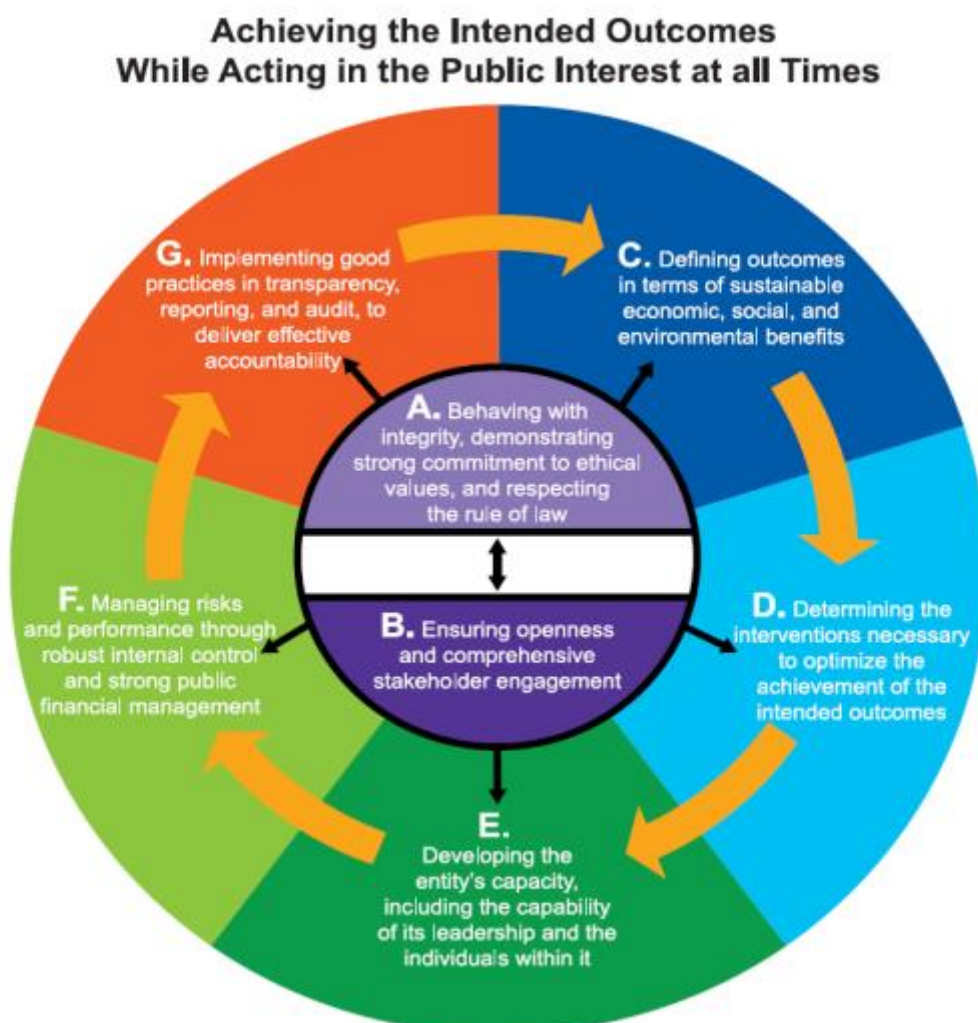 Achieving the Intended Outcomes
While Acting in the Public Interest at all Times
G. Implementing good
practices in transparency,
reporting, and audit, to
deliver effective
accountability
C. Defining outcomes
in terms of sustainable
economic, social, and
environmental benefits
A. Behaving with
integrity, demonstrating
strong commitment to ethical
values, and respecting
the rule of law
F. Managing risks
and performance through
robust internal control
and strong public
financial management
B. Ensuring openness
and comprehensive
stakeholder engagement
D. Determining the
interventions necessary
to optimize the
achievement of the
intended outcomes
E.
Developing the
entity's capacity,
including the capability
of its leadership and the
individuals within it